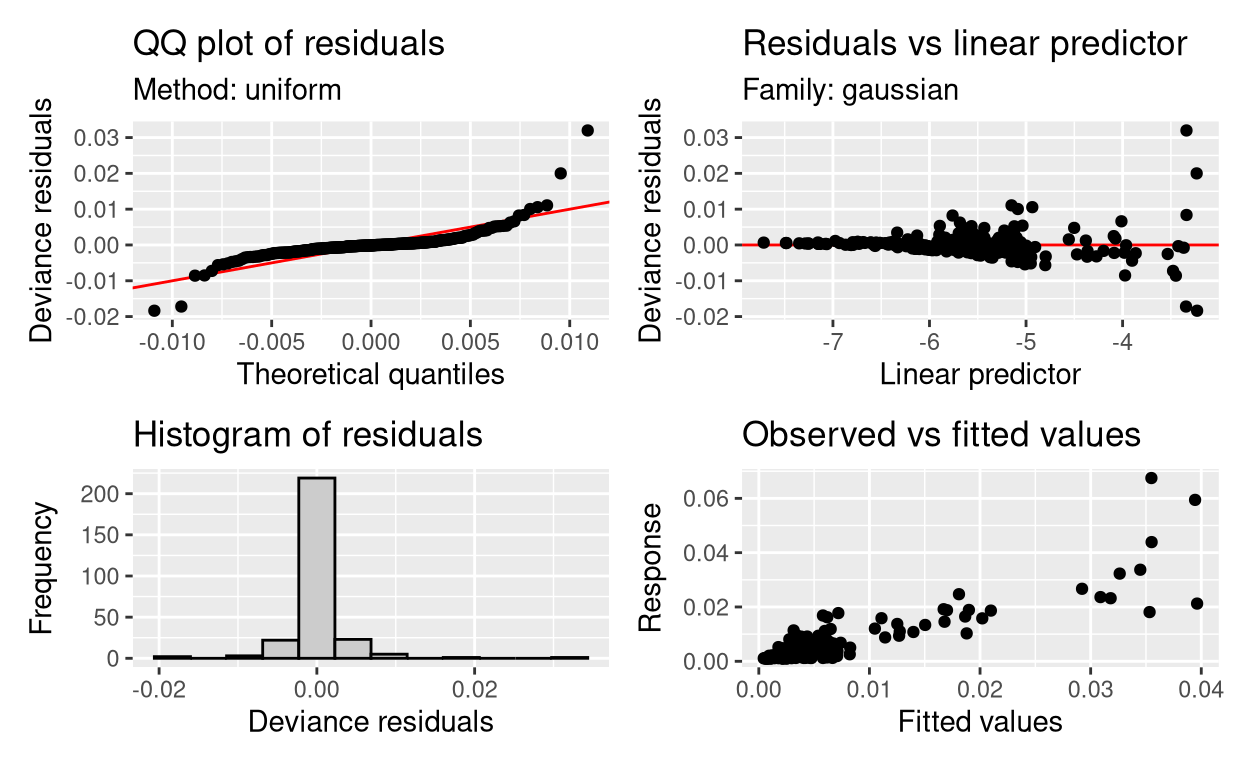 QQ plot of residuals
Method: uniform
Deviance residuals
0.03
0.02
0.01
0.00
-0.01
-0.02
-0.010 -0.005 0.000 0.005 0.010
Theoretical quantiles
Residuals vs linear predictor
Family: gaussian
Deviance residuals
0.03
0.02
0.01
0.00
-0.01
-0.02
-7 -6 -5 -4
Linear predictor
Histogram of residuals
Frequency
200
150
100
50
0
-0.02 0.00 0.02
Deviance residuals
Observed vs fitted values
Response
0.06
0.04
0.02
0.00
0.00 0.01 0.02 0.03 0.04
Fitted values